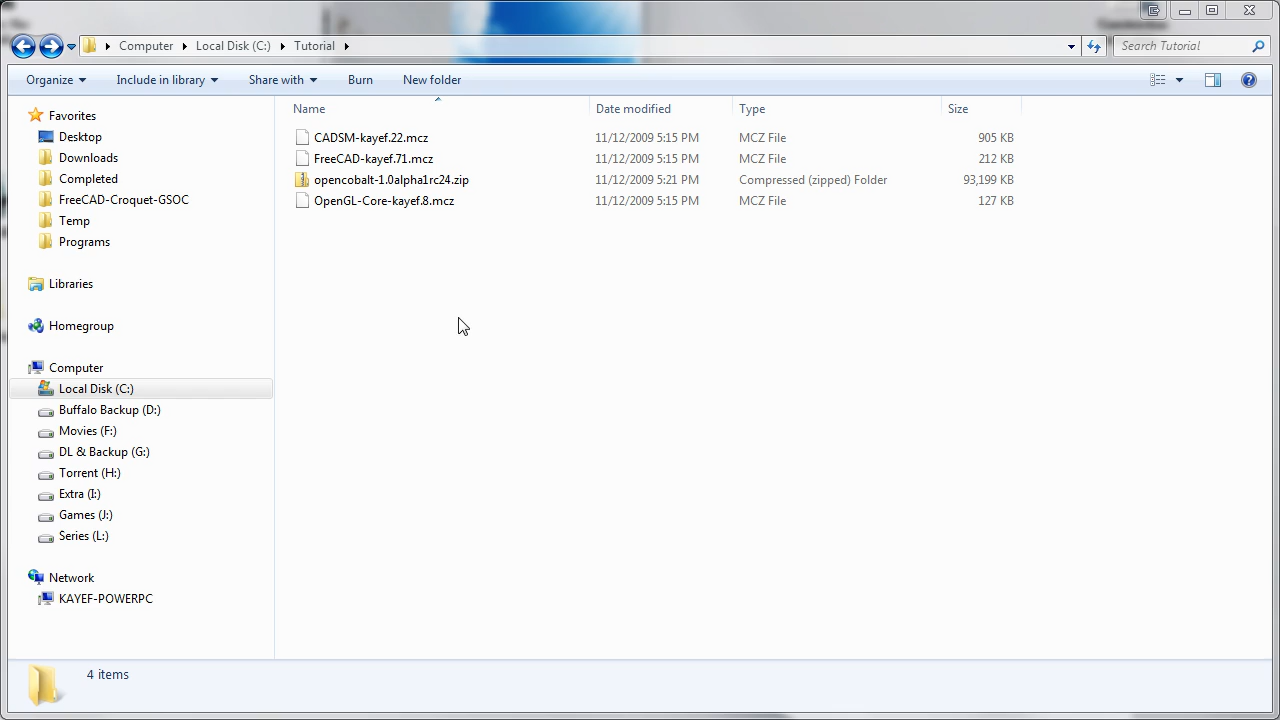 Computer Local Disk (C:) Tutorial Search Tutorial
Organize Include in library Share with Burn New folder
Name Date modified Type Size
CADSM-kayef.22.mcz 11/12/2009 5:15 PM MCZ File 905 KB
FreeCAD-kayef.71.mcz 11/12/2009 5:15 PM MCZ File 212 KB
opencobalt-1.0alpha1rc24.zip 11/12/2009 5:21 PM Compressed (zipped) Folder 93,199 KB
OpenGL-Core-kayef.8.mcz 11/12/2009 5:15 PM MCZ File 127 KB
Favorites
Desktop
Downloads
Completed
FreeCAD-Croquet-GSOC
Temp
Programs
Libraries
Homegroup
Computer
Local Disk (C:)
Buffalo Backup (D:)
Movies (F:)
DL & Backup (G:)
Torrent (H:)
Extra (I:)
Games (J:)
Series (L:)
Network
KAYEF-POWERPC
4 items